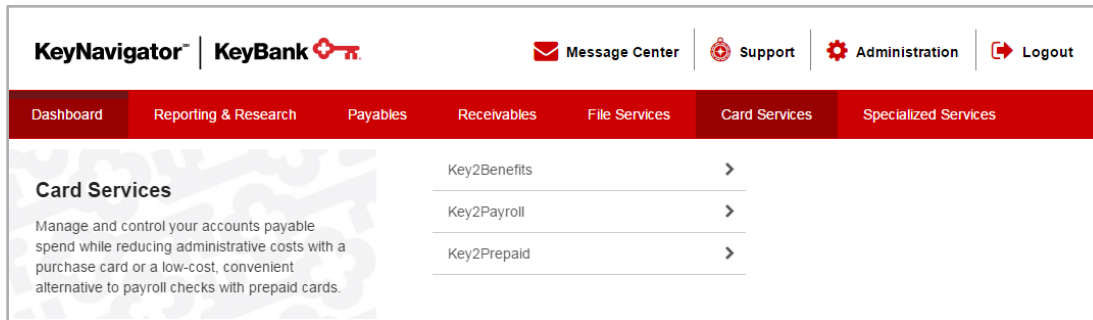 KeyNavigator℠ | KeyBank
Message Center
Support
Administration
Logout
Dashboard
Reporting & Research
Payables
Receivables
File Services
Card Services
Specialized Services
Card Services
Manage and control your accounts payable
spend while reducing administrative costs with a
purchase card or a low-cost, convenient
alternative to payroll checks with prepaid cards.
Key2Benefits
Key2Payroll
Key2Prepaid